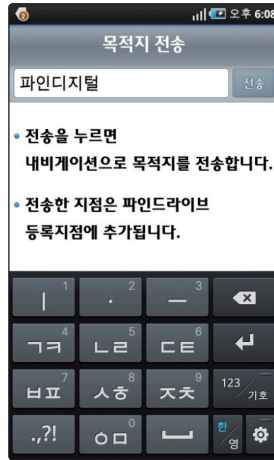 오후 6:08
목적지 전송
파인디지털 전송
• 전송을 누르면
내비게이션으로 목적지를 전송합니다.
• 전송한 지점은 파인드라이브
등록지점에 추가됩니다.
ㅣ 1 · 2 ㅡ 3
ㄱㅋ 4 ㄴㄹ 5 ㄷㅌ 6
ㅂㅍ 7 ㅅㅎ 8 ㅈㅊ 9 123/기호
.,?! ㅇㅁ 0 한/영